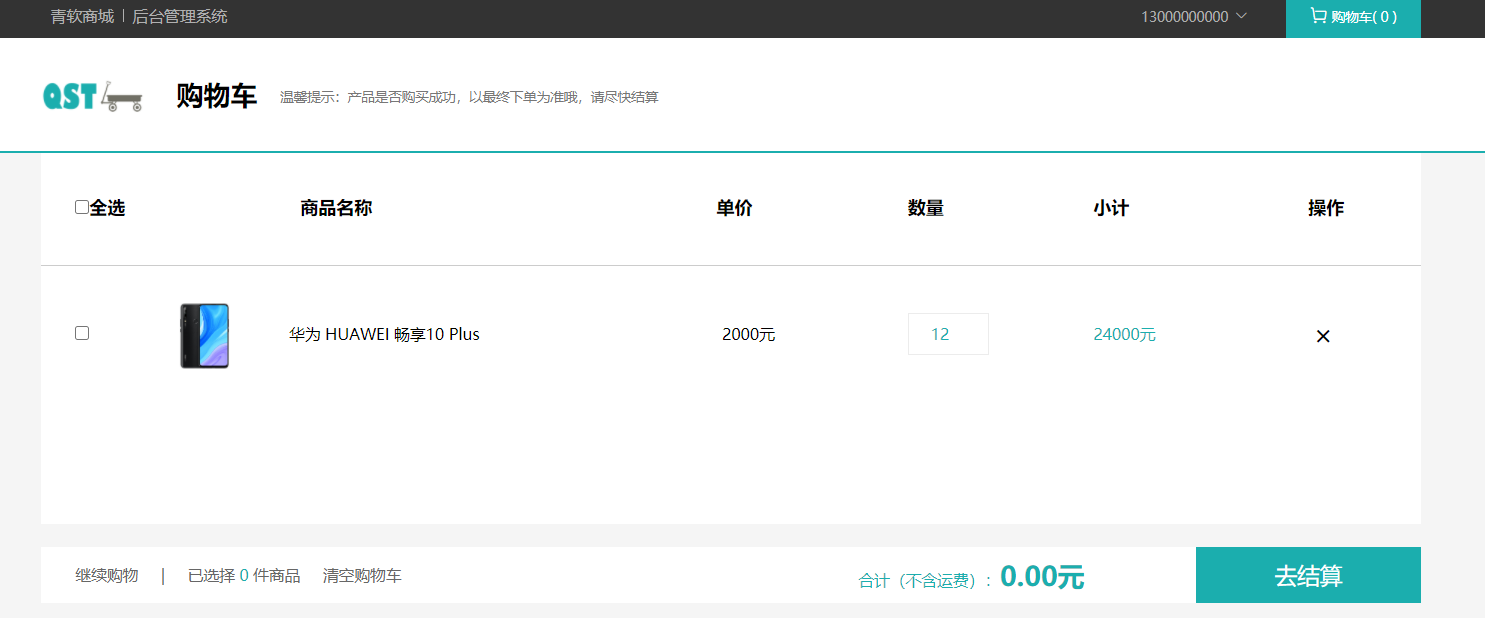 青软商城 | 后台管理系统 13000000000 购物车( 0 )
QST 购物车 温馨提示：产品是否购买成功，以最终下单为准哦，请尽快结算
全选 商品名称 单价 数量 小计 操作
华为 HUAWEI 畅享10 Plus 2000元 12 24000元 ×
继续购物 | 已选择 0 件商品 清空购物车 合计（不含运费）: 0.00元 去结算